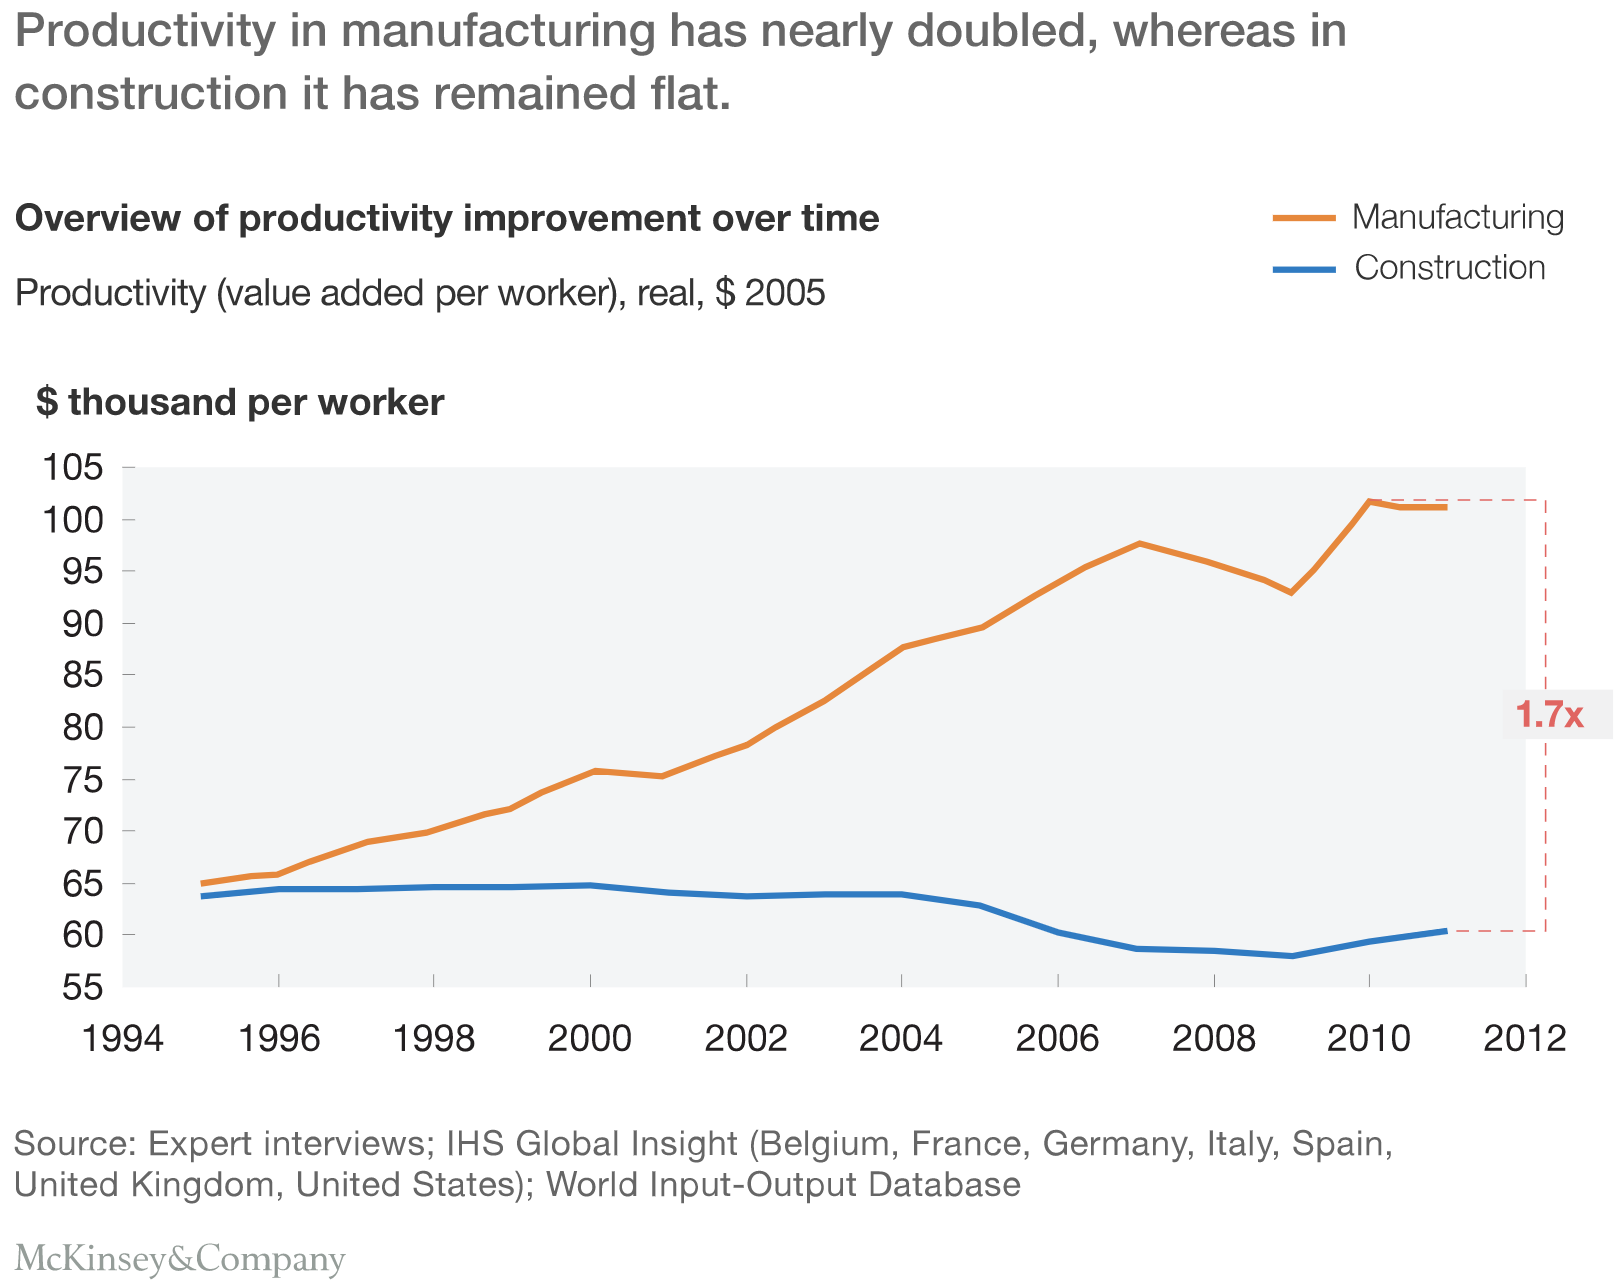 Productivity in manufacturing has nearly doubled, whereas in
construction it has remained flat.
Overview of productivity improvement over time
Productivity (value added per worker), real, $ 2005
Manufacturing
Construction
$ thousand per worker
105
100
95
90
85
80
75
70
65
60
55
1.7x
1994 1996 1998 2000 2002 2004 2006 2008 2010 2012
Source: Expert interviews; IHS Global Insight (Belgium, France, Germany, Italy, Spain,
United Kingdom, United States); World Input-Output Database
McKinsey&Company